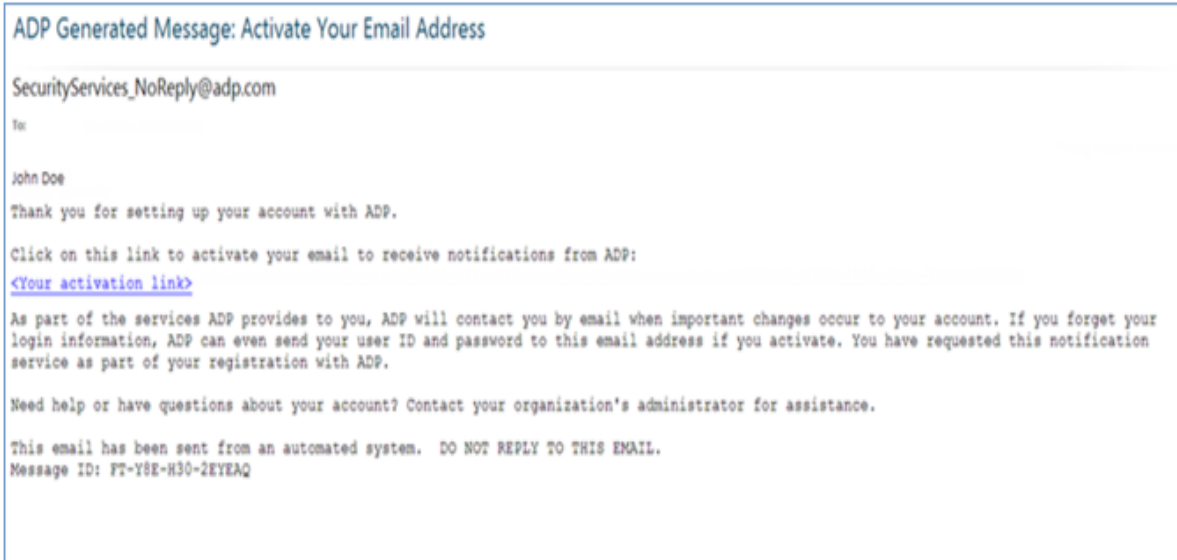 ADP Generated Message: Activate Your Email Address
SecurityServices_NoReply@adp.com
To:
John Doe
Thank you for setting up your account with ADP.
Click on this link to activate your email to receive notifications from ADP:
<Your activation link>
As part of the services ADP provides to you, ADP will contact you by email when important changes occur to your account. If you forget your
login information, ADP can even send your user ID and password to this email address if you activate. You have requested this notification
service as part of your registration with ADP.
Need help or have questions about your account? Contact your organization's administrator for assistance.
This email has been sent from an automated system.  DO NOT REPLY TO THIS EMAIL.
Message ID: FT-Y8E-H30-2EYEAQ